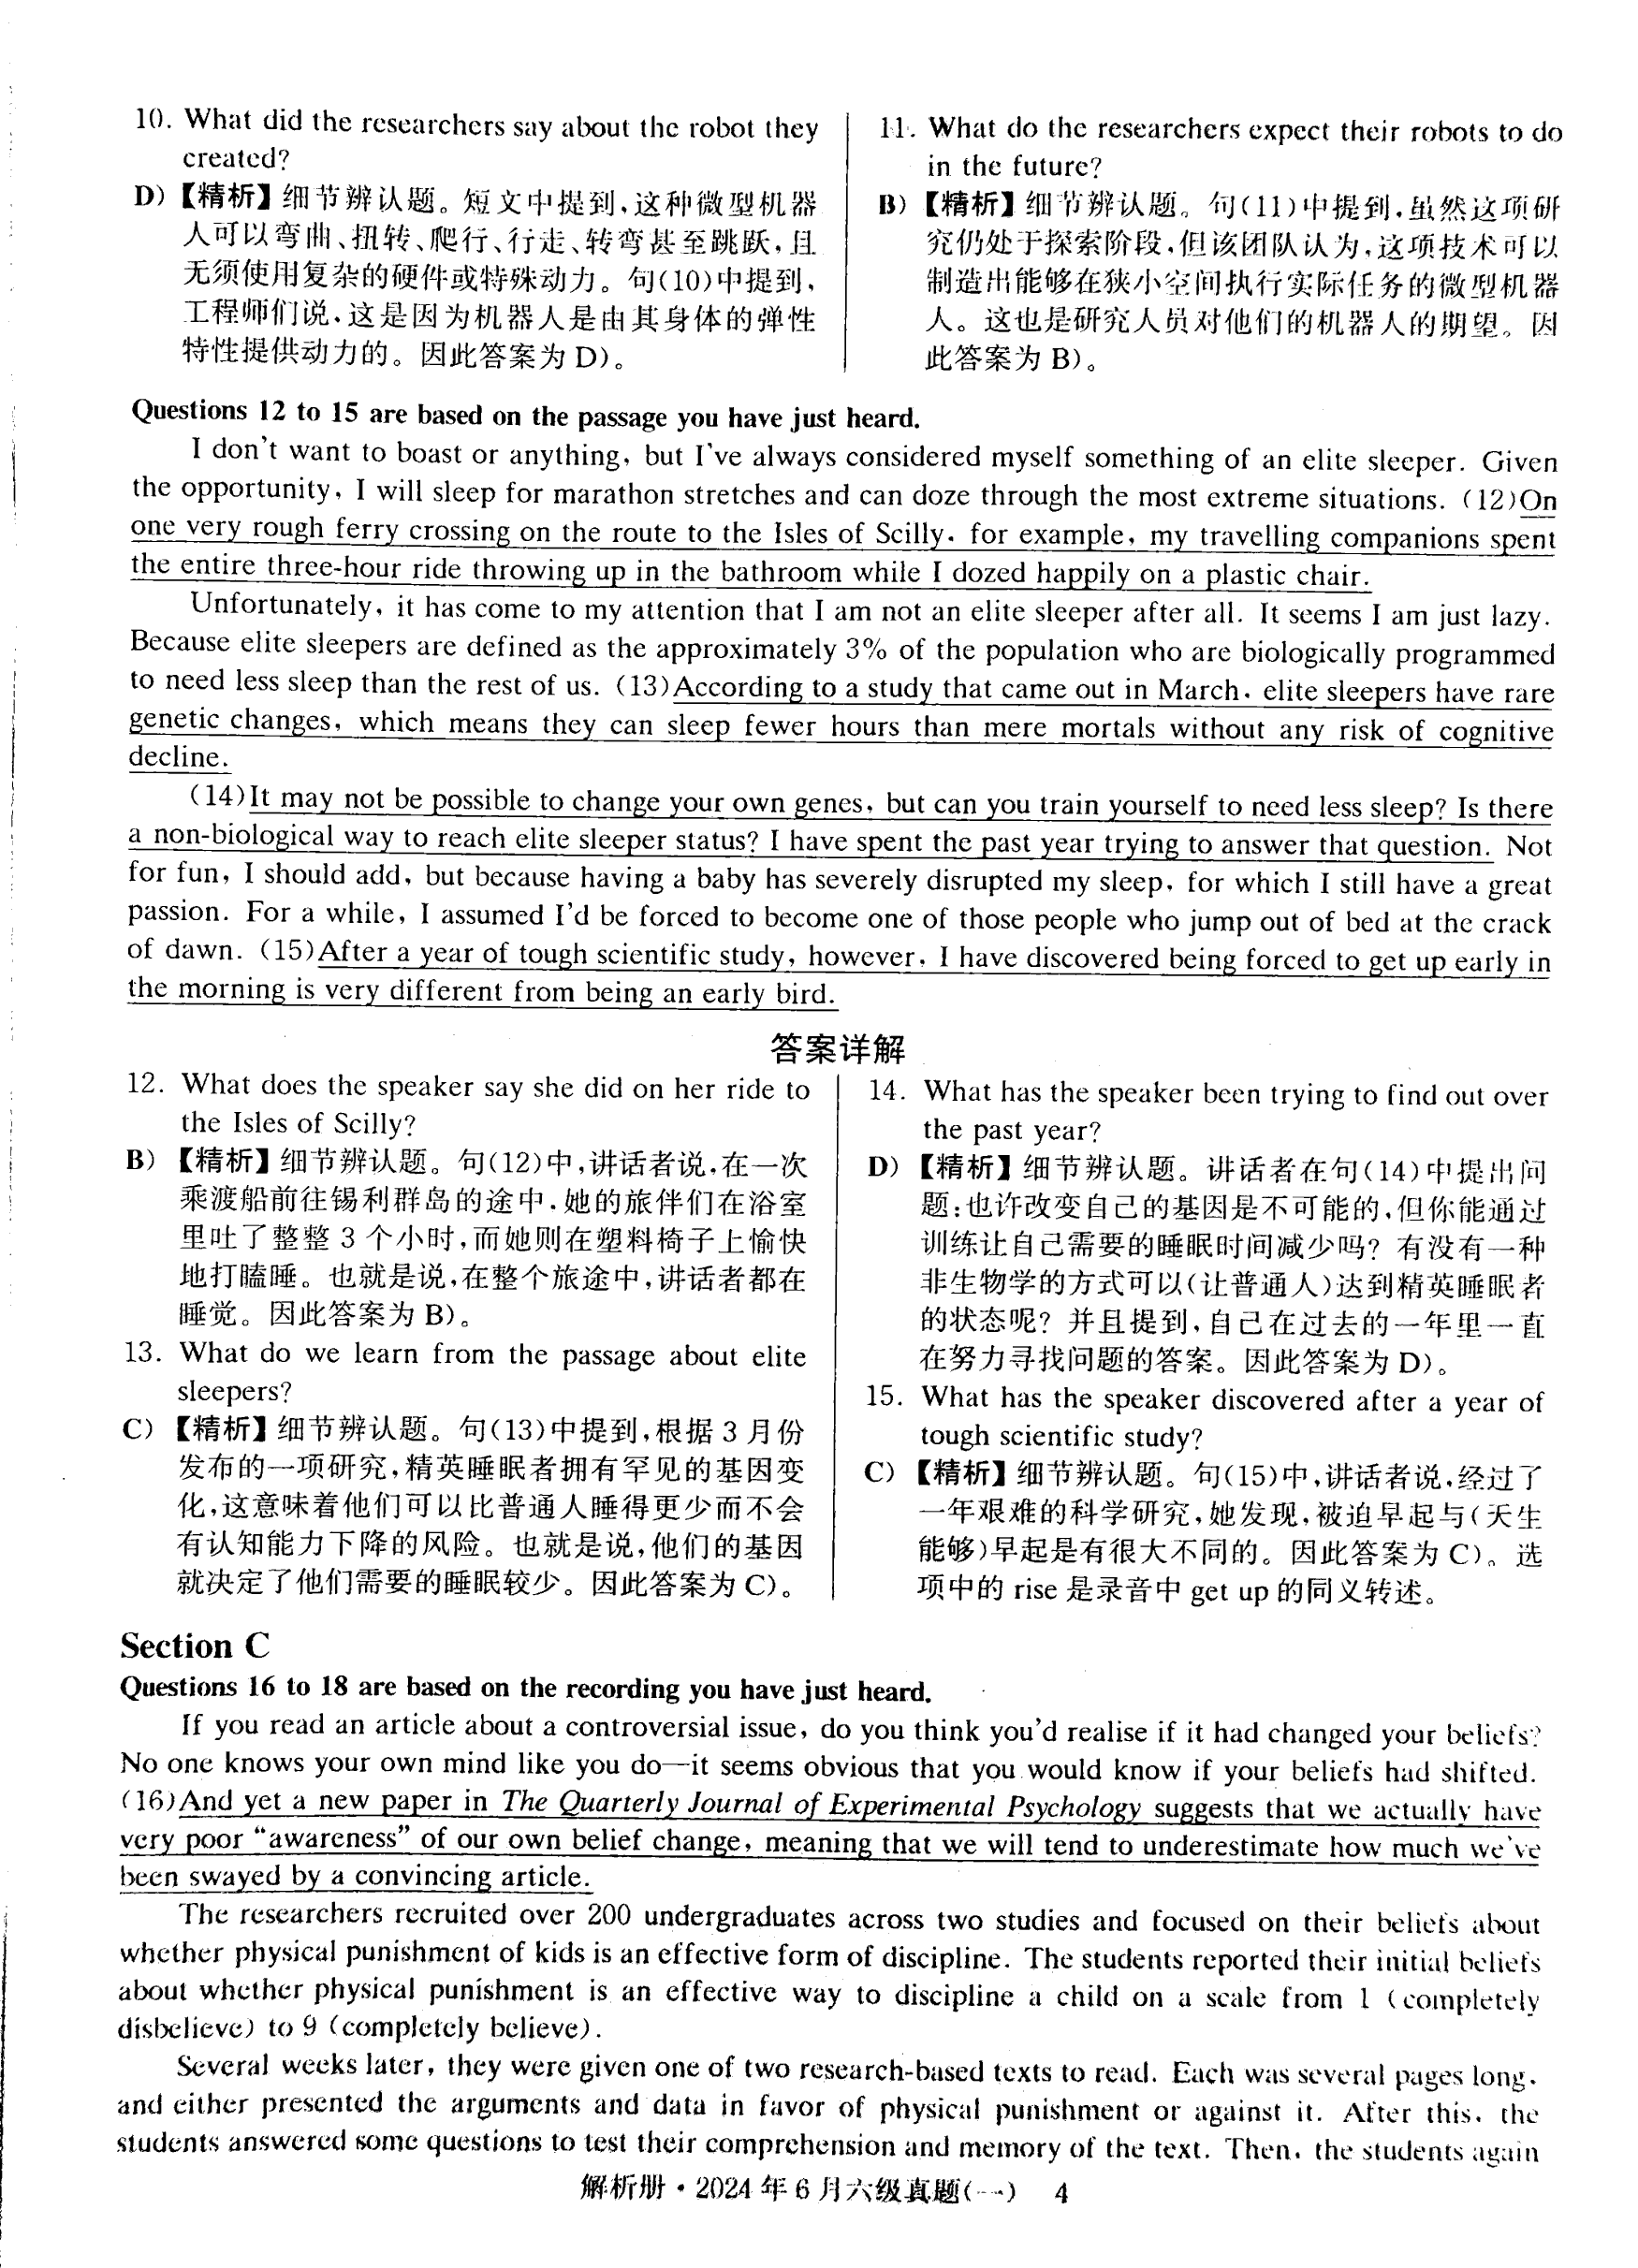 10. What did the researchers say about the robot they
created?
D)【精析】细节辨认题。短文中提到,这种微型机器
人可以弯曲、扭转、爬行、行走、转弯甚至跳跃,且
无须使用复杂的硬件或特殊动力。句(10)中提到,
工程师们说,这是因为机器人是由其身体的弹性
特性提供动力的。因此答案为 D)。
11. What do the researchers expect their robots to do
in the future?
B)【精析】细节辨认题。句(11)中提到,虽然这项研
究仍处于探索阶段,但该团队认为,这项技术可以
制造出能够在狭小空间执行实际任务的微型机器
人。这也是研究人员对他们的机器人的期望。因
此答案为 B)。
Questions 12 to 15 are based on the passage you have just heard.
I don't want to boast or anything, but I've always considered myself something of an elite sleeper. Given
the opportunity, I will sleep for marathon stretches and can doze through the most extreme situations. (12)On
one very rough ferry crossing on the route to the Isles of Scilly, for example, my travelling companions spent
the entire three-hour ride throwing up in the bathroom while I dozed happily on a plastic chair.
Unfortunately, it has come to my attention that I am not an elite sleeper after all. It seems I am just lazy.
Because elite sleepers are defined as the approximately 3% of the population who are biologically programmed
to need less sleep than the rest of us. (13)According to a study that came out in March, elite sleepers have rare
genetic changes, which means they can sleep fewer hours than mere mortals without any risk of cognitive
decline.
(14)It may not be possible to change your own genes, but can you train yourself to need less sleep? Is there
a non-biological way to reach elite sleeper status? I have spent the past year trying to answer that question. Not
for fun, I should add, but because having a baby has severely disrupted my sleep, for which I still have a great
passion. For a while, I assumed I'd be forced to become one of those people who jump out of bed at the crack
of dawn. (15)After a year of tough scientific study, however, I have discovered being forced to get up early in
the morning is very different from being an early bird.
答案详解
12. What does the speaker say she did on her ride to
the Isles of Scilly?
B)【精析】细节辨认题。句(12)中,讲话者说,在一次
乘渡船前往锡利群岛的途中,她的旅伴们在浴室
里吐了整整 3 个小时,而她则在塑料椅子上愉快
地打瞌睡。也就是说,在整个旅途中,讲话者都在
睡觉。因此答案为 B)。
13. What do we learn from the passage about elite
sleepers?
C)【精析】细节辨认题。句(13)中提到,根据 3 月份
发布的一项研究,精英睡眠者拥有罕见的基因变
化,这意味着他们可以比普通人睡得更少而不会
有认知能力下降的风险。也就是说,他们的基因
就决定了他们需要的睡眠较少。因此答案为 C)。
14. What has the speaker been trying to find out over
the past year?
D)【精析】细节辨认题。讲话者在句(14)中提出问
题:也许改变自己的基因是不可能的,但你能通过
训练让自己需要的睡眠时间减少吗? 有没有一种
非生物学的方式可以(让普通人)达到精英睡眠者
的状态呢? 并且提到,自己在过去的一年里一直
在努力寻找问题的答案。因此答案为 D)。
15. What has the speaker discovered after a year of
tough scientific study?
C)【精析】细节辨认题。句(15)中,讲话者说,经过了
一年艰难的科学研究,她发现,被迫早起与(天生
能够)早起是有很大不同的。因此答案为 C)。选
项中的 rise 是录音中 get up 的同义转述。
Section C
Questions 16 to 18 are based on the recording you have just heard.
If you read an article about a controversial issue, do you think you'd realise if it had changed your beliefs?
No one knows your own mind like you do—it seems obvious that you would know if your beliefs had shifted.
(16)And yet a new paper in The Quarterly Journal of Experimental Psychology suggests that we actually have
very poor "awareness" of our own belief change, meaning that we will tend to underestimate how much we've
been swayed by a convincing article.
The researchers recruited over 200 undergraduates across two studies and focused on their beliefs about
whether physical punishment of kids is an effective form of discipline. The students reported their initial beliefs
about whether physical punishment is an effective way to discipline a child on a scale from 1 (completely
disbelieve) to 9 (completely believe).
Several weeks later, they were given one of two research-based texts to read. Each was several pages long,
and either presented the arguments and data in favor of physical punishment or against it. After this, the
students answered some questions to test their comprehension and memory of the text. Then, the students again
解析册·2024 年 6 月六级真题(一) 4